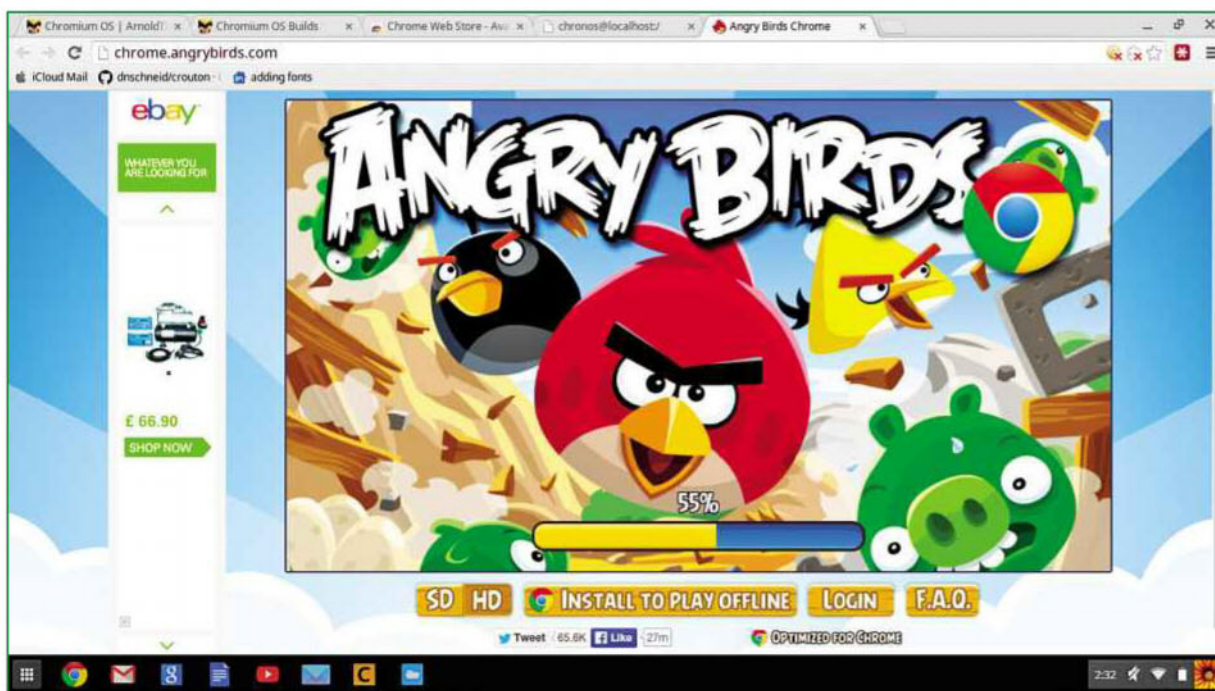 Chromium OS | Arnold
Chromium OS Builds
Chrome Web Store - Ava
chronos@localhost:/
Angry Birds Chrome
chrome.angrybirds.com
iCloud Mail
dnschneid/crouton ·
adding fonts
ebay
WHATEVER YOU
ARE LOOKING FOR
£ 66.90
SHOP NOW
ANGRY BIRDS
55%
SD HD
INSTALL TO PLAY OFFLINE
LOGIN
F.A.Q.
Tweet 65.6K
Like 27m
OPTIMIZED FOR CHROME
8
C
2:32